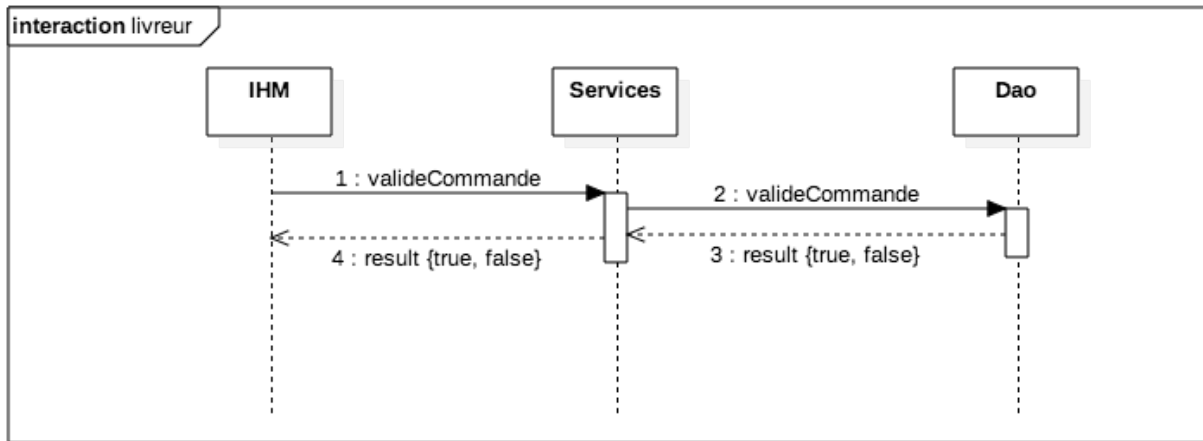 interaction livreur
IHM
Services
Dao
1 : valideCommande
2 : valideCommande
4 : result {true, false}
3 : result {true, false}